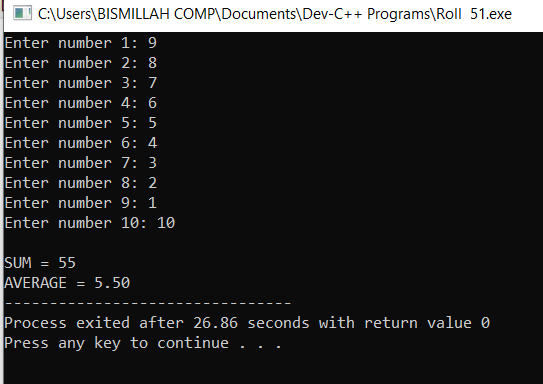 C:\Users\BISMILLAH COMP\Documents\Dev-C++ Programs\Roll  51.exe
Enter number 1: 9
Enter number 2: 8
Enter number 3: 7
Enter number 4: 6
Enter number 5: 5
Enter number 6: 4
Enter number 7: 3
Enter number 8: 2
Enter number 9: 1
Enter number 10: 10

SUM = 55
AVERAGE = 5.50
--------------------------------
Process exited after 26.86 seconds with return value 0
Press any key to continue . . .